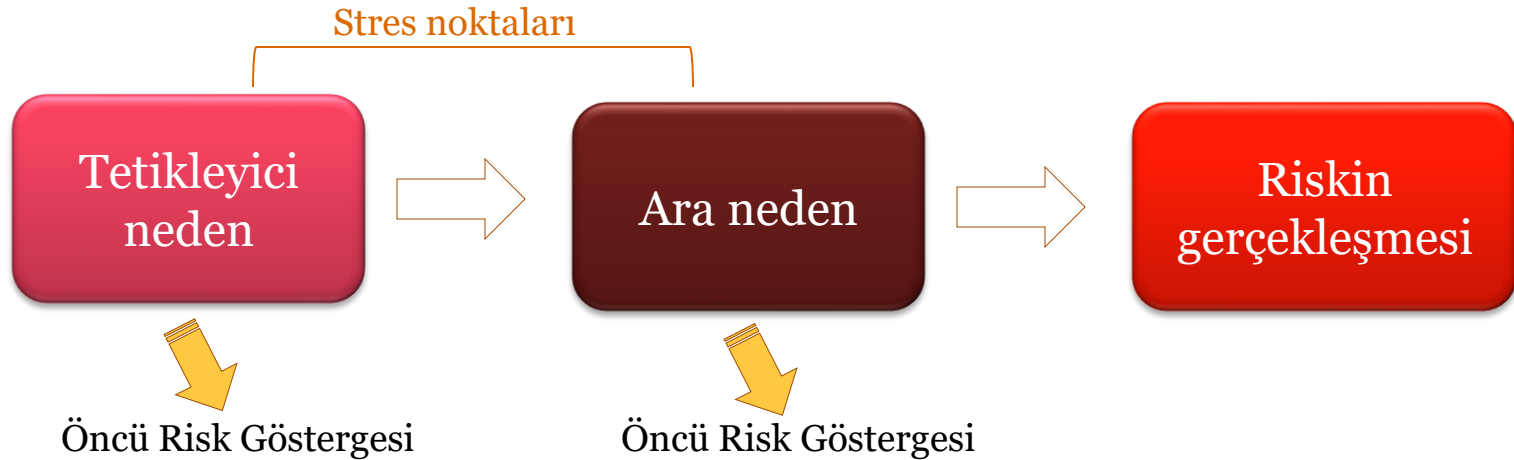 Stres noktaları
Tetikleyici
neden
Ara neden
Riskin
gerçekleşmesi
Öncü Risk Göstergesi
Öncü Risk Göstergesi